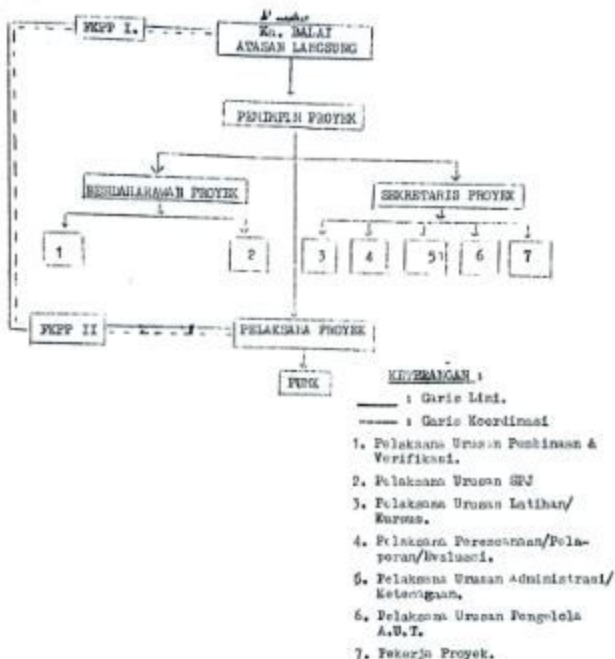 FKPP I.
Ka. BALAI
ATASAN LANGSUNG
PEMIMPIN PROYEK
BENDAHARAWAN PROYEK
SEKRETARIS PROYEK
1
2
3
4
5
6
7
FKPP II
PELAKSANA PROYEK
PUMK
KETERANGAN :
: Garis Lini.
: Garis Koordinasi
1. Pelaksana Urusan Pembinaan &
Verifikasi.
2. Pelaksana Urusan SPJ
3. Pelaksana Urusan Latihan/
Kursus.
4. Pelaksana Perencanaan/Pela-
poran/Evaluasi.
5. Pelaksana Urusan Administrasi/
Ketenagaan.
6. Pelaksana Urusan Pengelola
A.U.T.
7. Pekerja Proyek.